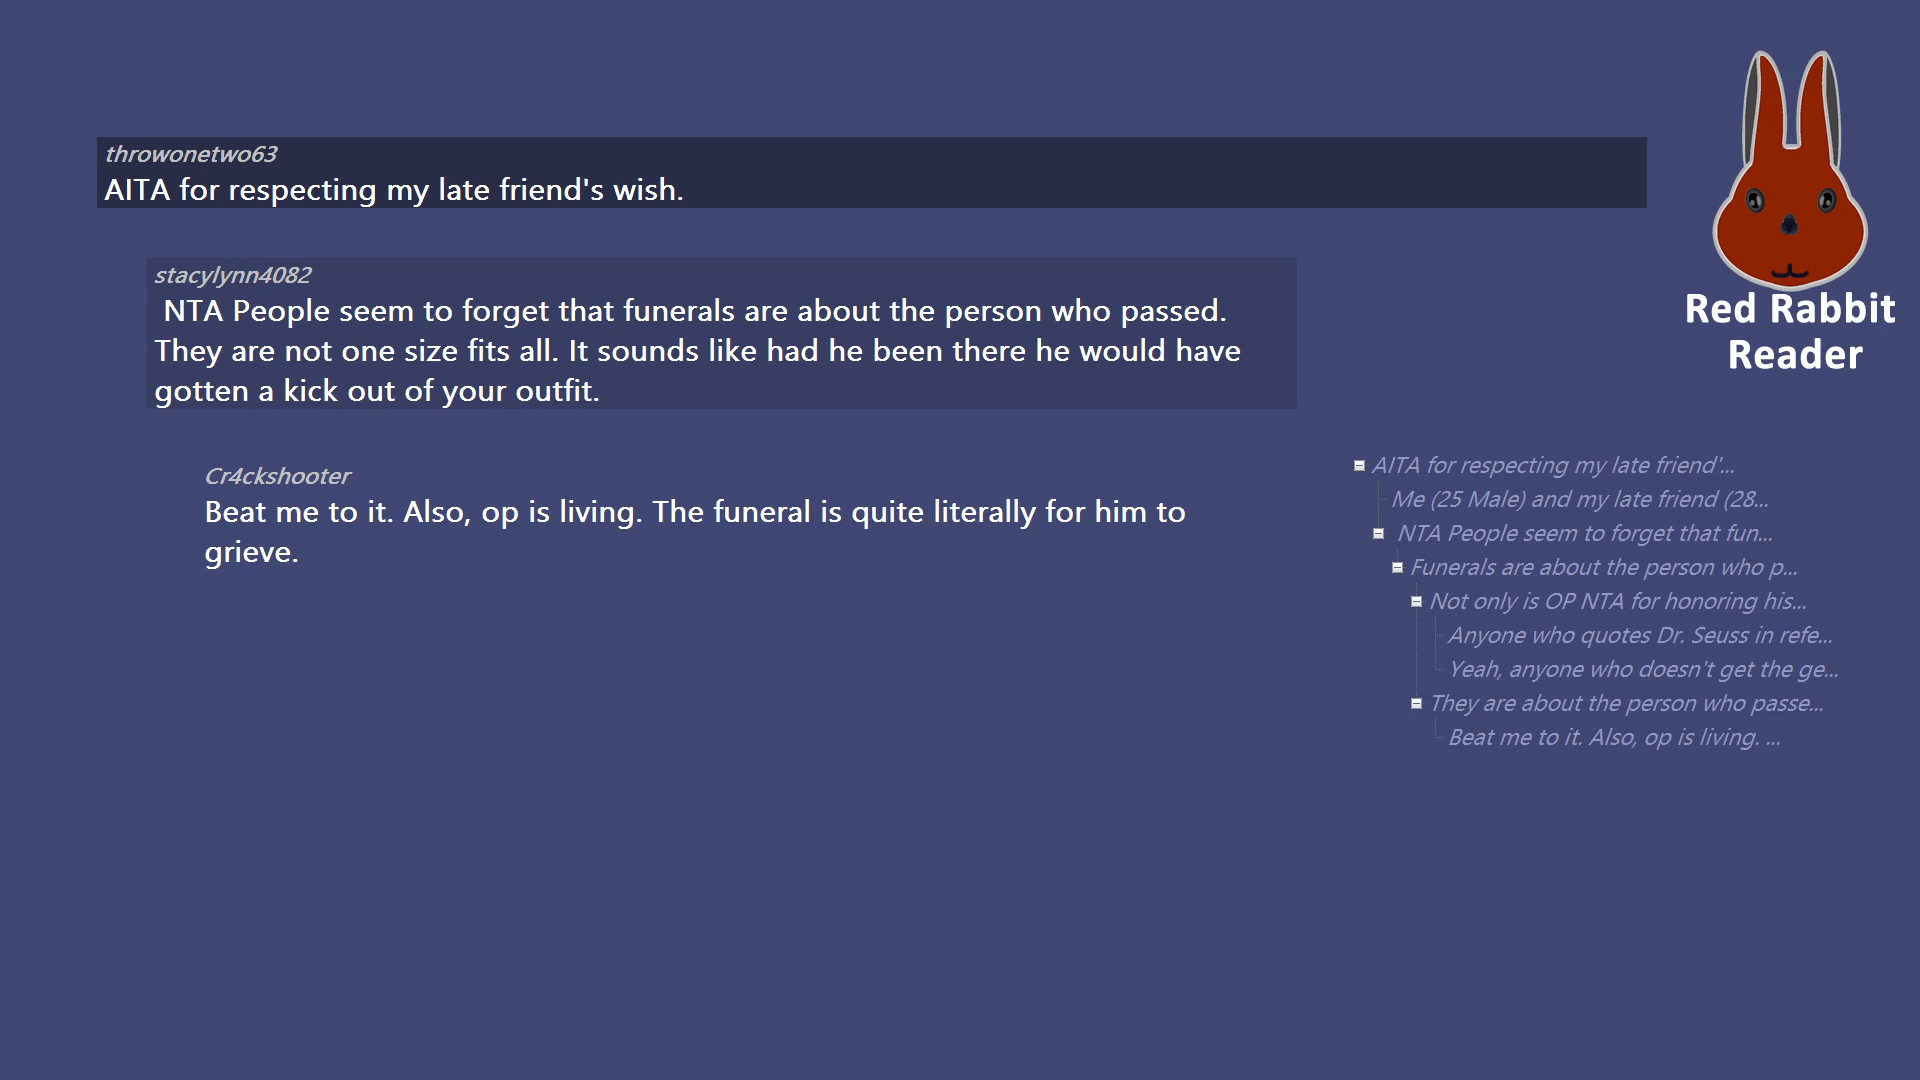 throwonetwo63
AITA for respecting my late friend's wish.
stacylynn4082
NTA People seem to forget that funerals are about the person who passed.
They are not one size fits all. It sounds like had he been there he would have
gotten a kick out of your outfit.
Cr4ckshooter
Beat me to it. Also, op is living. The funeral is quite literally for him to
grieve.
Red Rabbit
Reader
AITA for respecting my late friend'...
Me (25 Male) and my late friend (28...
NTA People seem to forget that fun...
Funerals are about the person who p...
Not only is OP NTA for honoring his...
Anyone who quotes Dr. Seuss in refe...
Yeah, anyone who doesn't get the ge...
They are about the person who passe...
Beat me to it. Also, op is living. ...